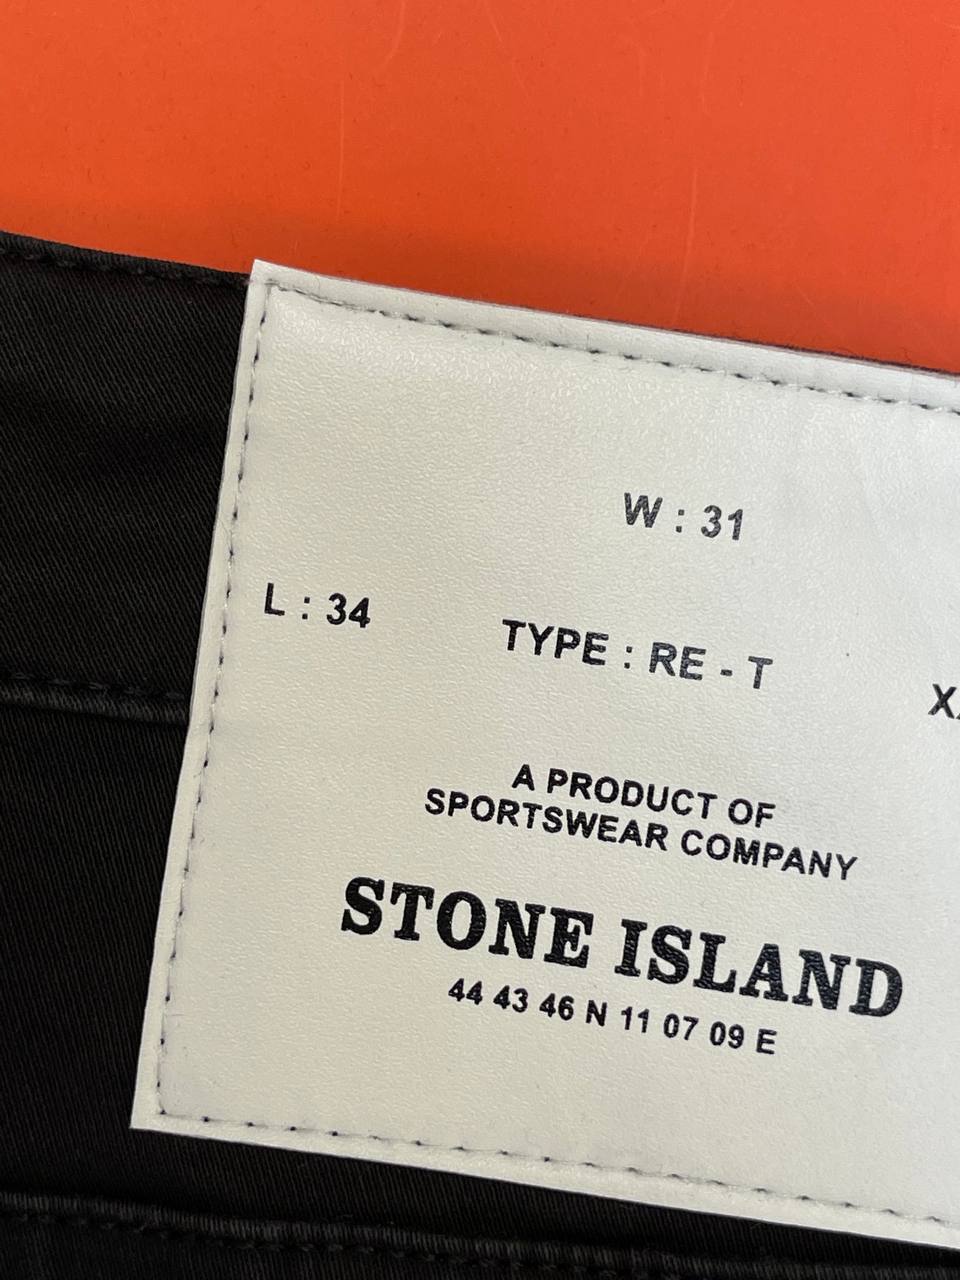 W : 31
L : 34
TYPE : RE - T
A PRODUCT OF
SPORTSWEAR COMPANY
STONE ISLAND
44 43 46 N 11 07 09 E